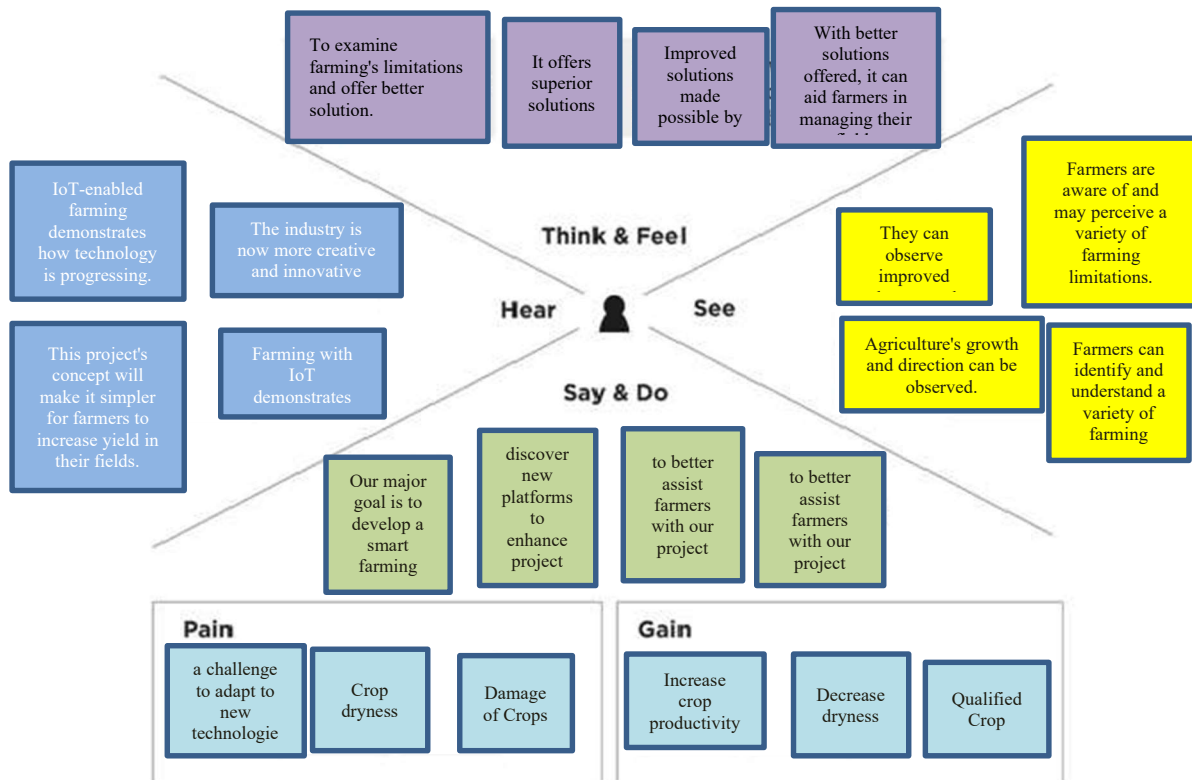 To examine
farming's limitations
and offer better
solution.
It offers
superior
solutions
Improved
solutions
made
possible by
With better
solutions
offered, it can
aid farmers in
managing their
IoT-enabled
farming
demonstrates
how technology
is progressing.
The industry is
now more creative
and innovative
This project's
concept will
make it simpler
for farmers to
increase yield in
their fields.
Farming with
IoT
demonstrates
Think & Feel
Hear
See
Say & Do
They can
observe
improved
Farmers are
aware of and
may perceive a
variety of
farming
limitations.
Agriculture's growth
and direction can be
observed.
Farmers can
identify and
understand a
variety of
farming
Our major
goal is to
develop a
smart
farming
discover
new
platforms
to
enhance
project
to better
assist
farmers
with our
project
to better
assist
farmers
with our
project
Pain
a challenge
to adapt to
new
technologie
Crop
dryness
Damage
of Crops
Gain
Increase
crop
productivity
Decrease
dryness
Qualified
Crop